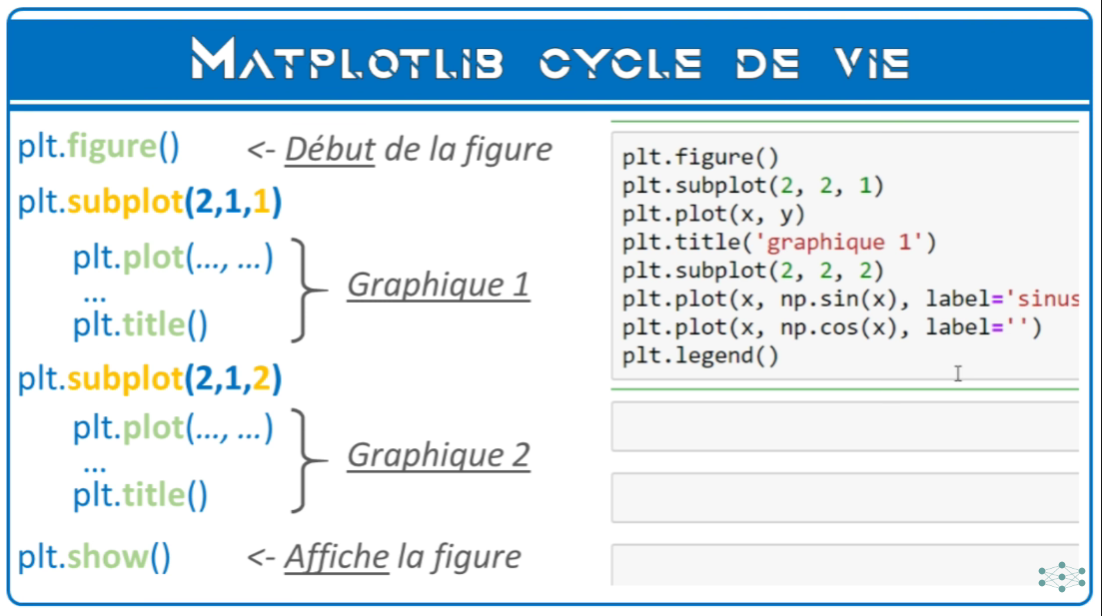 MATPLOTLIB CYCLE DE VIE
plt.figure() <- Début de la figure
plt.subplot(2,1,1)
plt.plot(..., ...)
...
plt.title()
Graphique 1
plt.subplot(2,1,2)
plt.plot(..., ...)
...
plt.title()
Graphique 2
plt.show() <- Affiche la figure
plt.figure()
plt.subplot(2, 2, 1)
plt.plot(x, y)
plt.title('graphique 1')
plt.subplot(2, 2, 2)
plt.plot(x, np.sin(x), label='sinus
plt.plot(x, np.cos(x), label='')
plt.legend()